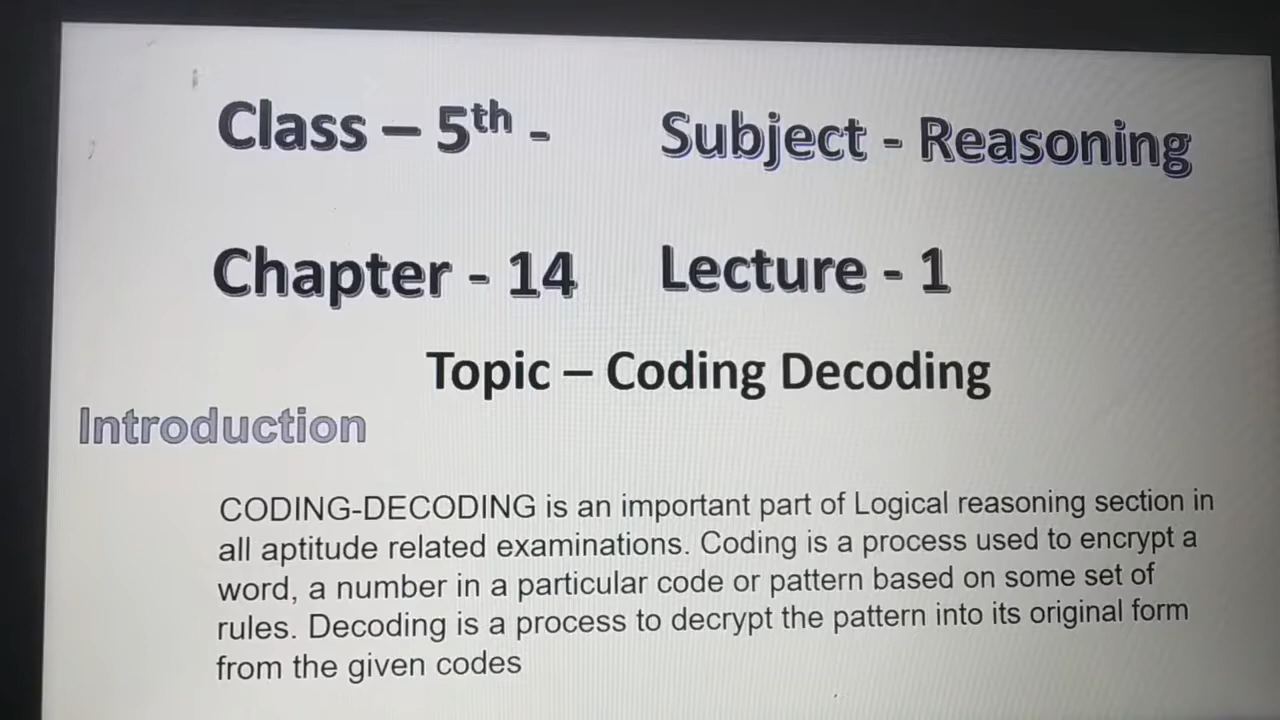 Class – 5th - Subject - Reasoning
Chapter - 14 Lecture - 1
Topic – Coding Decoding
Introduction
CODING-DECODING is an important part of Logical reasoning section in
all aptitude related examinations. Coding is a process used to encrypt a
word, a number in a particular code or pattern based on some set of
rules. Decoding is a process to decrypt the pattern into its original form
from the given codes